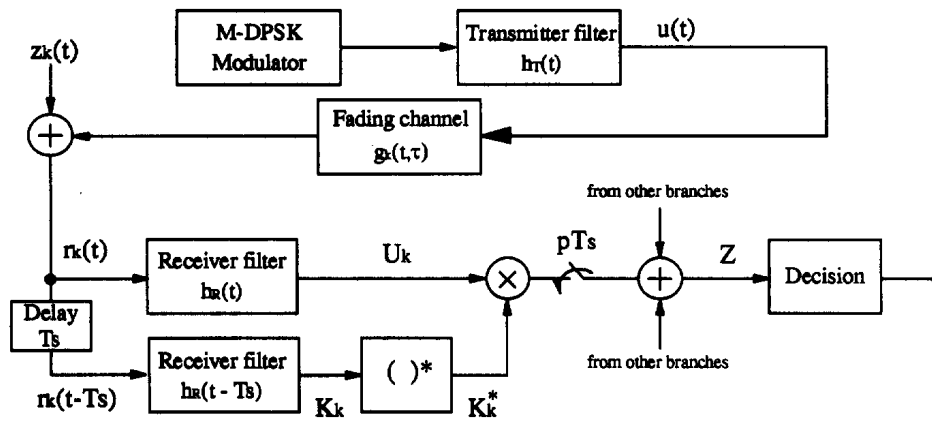 M-DPSK
Modulator
Transmitter filter
hT(t)
u(t)
zk(t)
+
Fading channel
gk(t,τ)
from other branches
rk(t)
Receiver filter
hR(t)
Uk
×
pTs
+
Z
Decision
Delay
Ts
from other branches
rk(t-Ts)
Receiver filter
hR(t - Ts)
Kk
( )*
Kk*